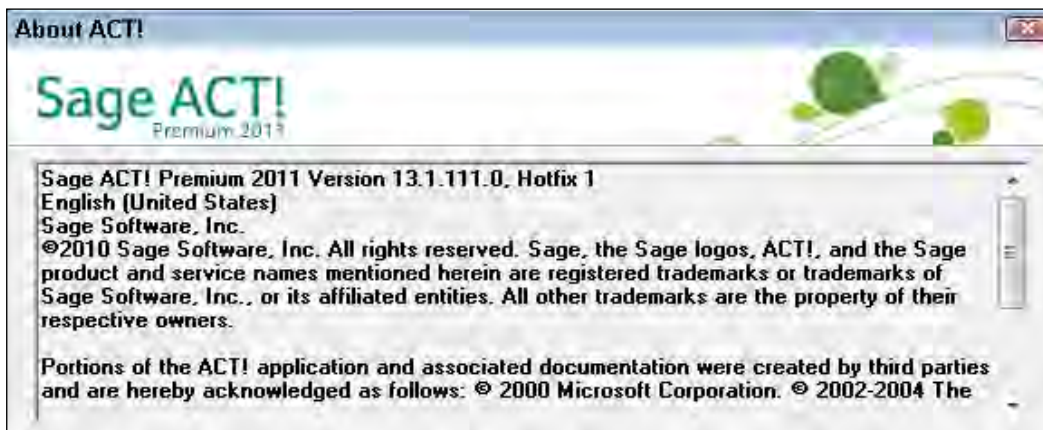 About ACT!
Sage ACT!
Premium 2011
Sage ACT! Premium 2011 Version 13.1.111.0, Hotfix 1
English (United States)
Sage Software, Inc.
©2010 Sage Software, Inc. All rights reserved. Sage, the Sage logos, ACT!, and the Sage
product and service names mentioned herein are registered trademarks or trademarks of
Sage Software, Inc., or its affiliated entities. All other trademarks are the property of their
respective owners.
Portions of the ACT! application and associated documentation were created by third parties
and are hereby acknowledged as follows: © 2000 Microsoft Corporation. © 2002-2004 The